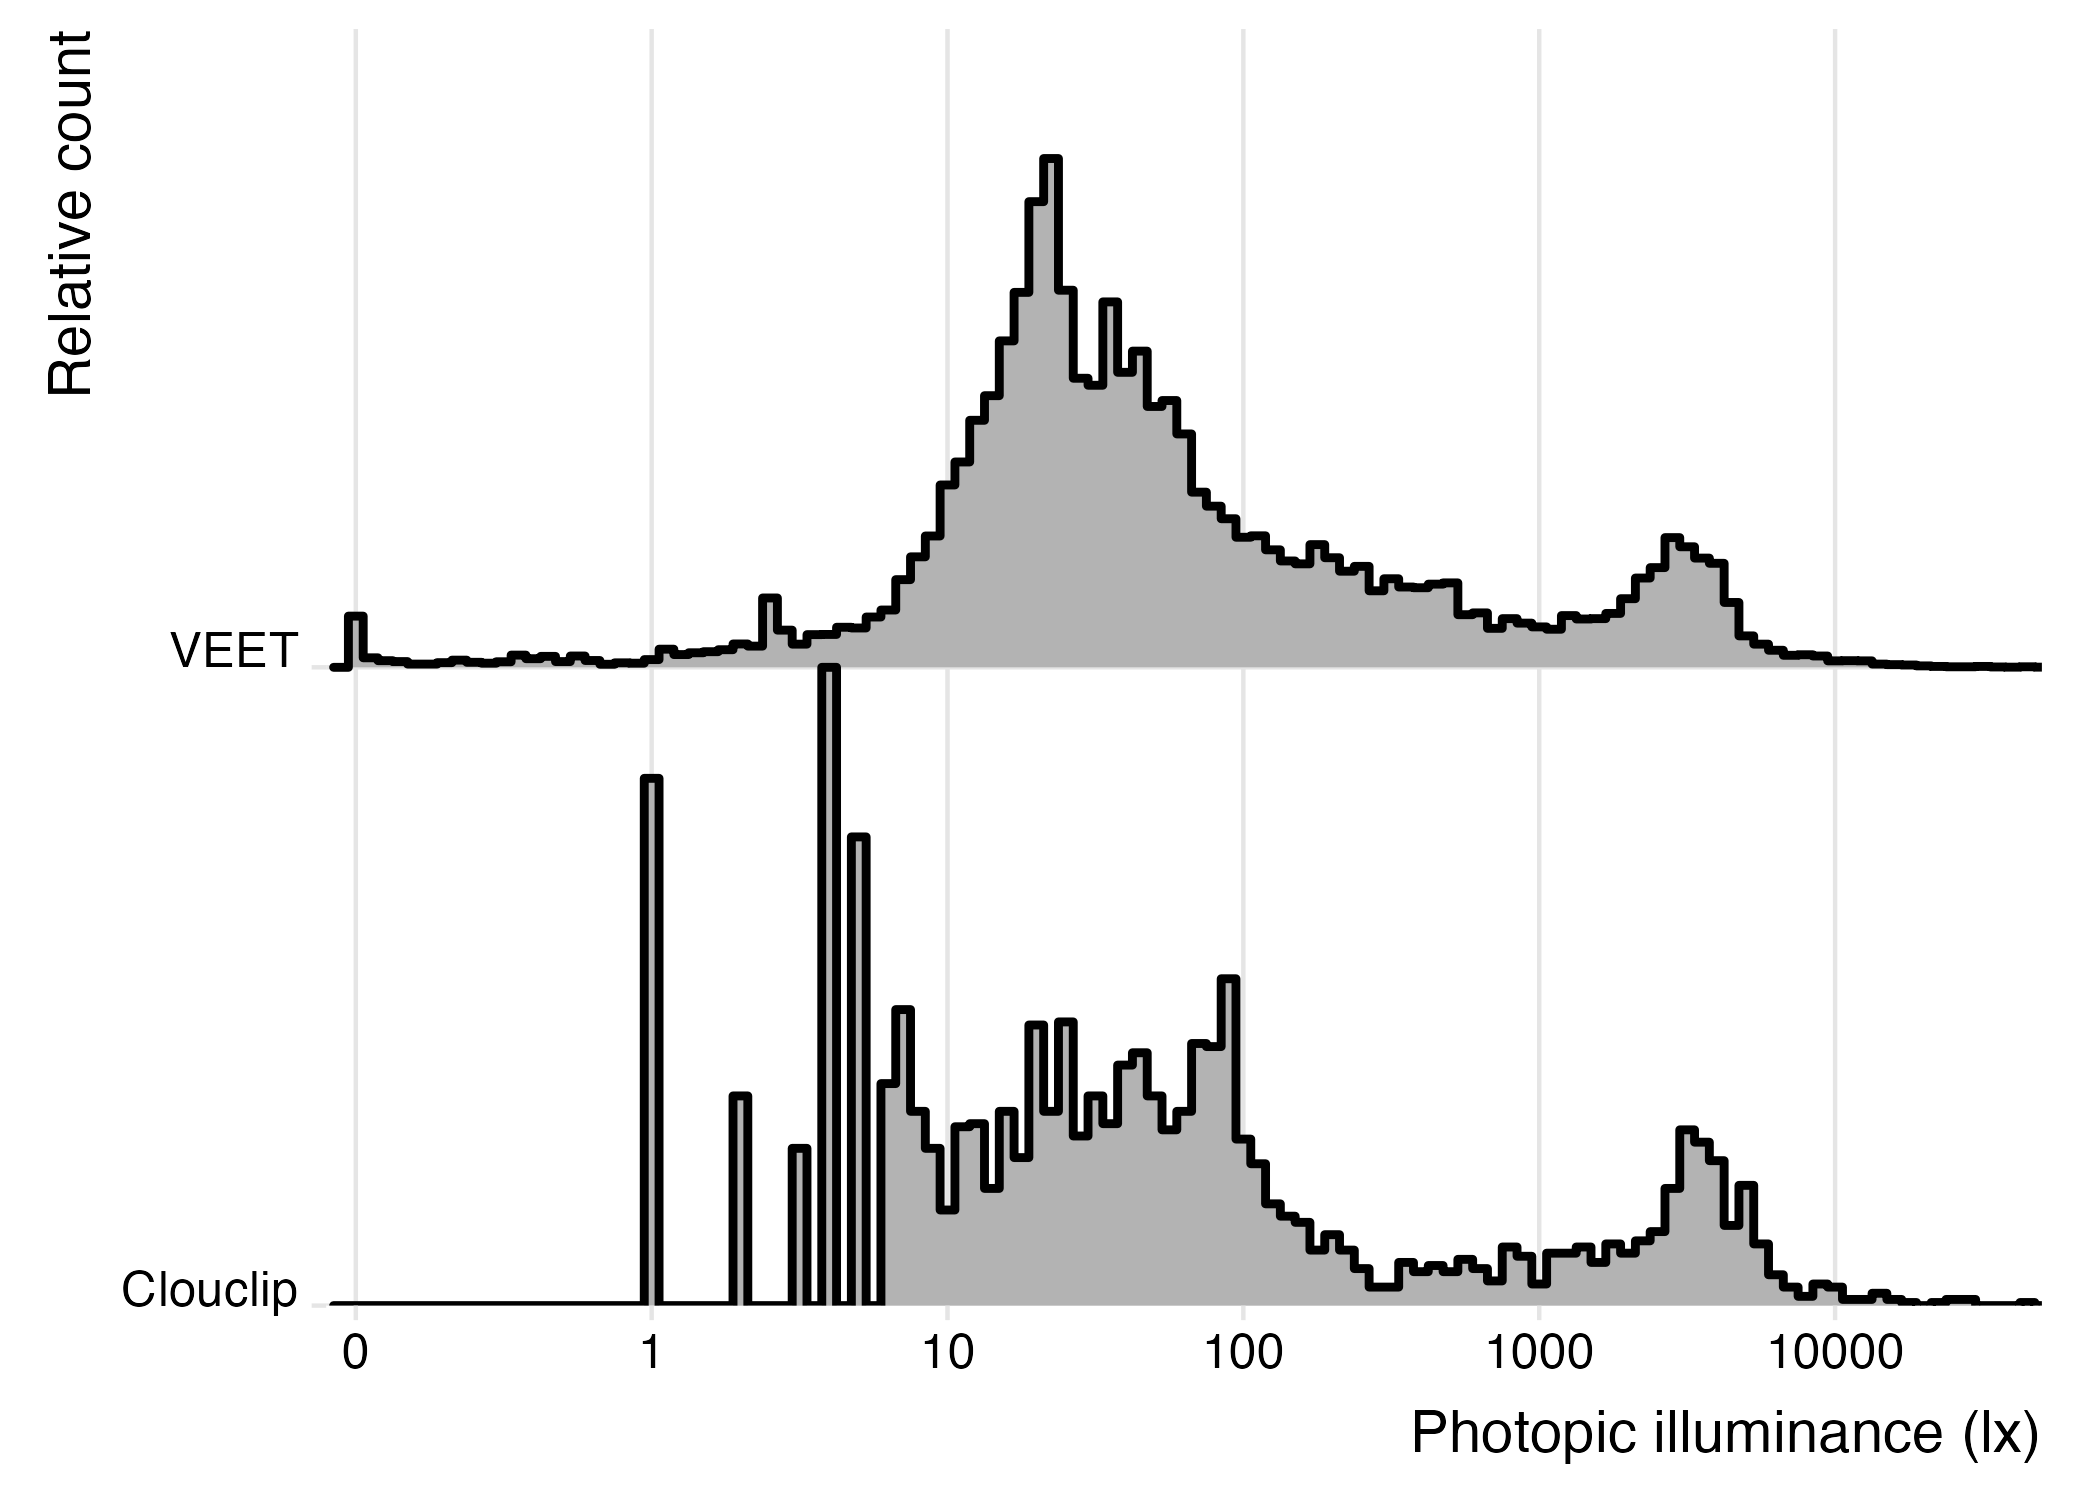 Relative count
VEET
Clouclip
0 1 10 100 1000 10000
Photopic illuminance (lx)